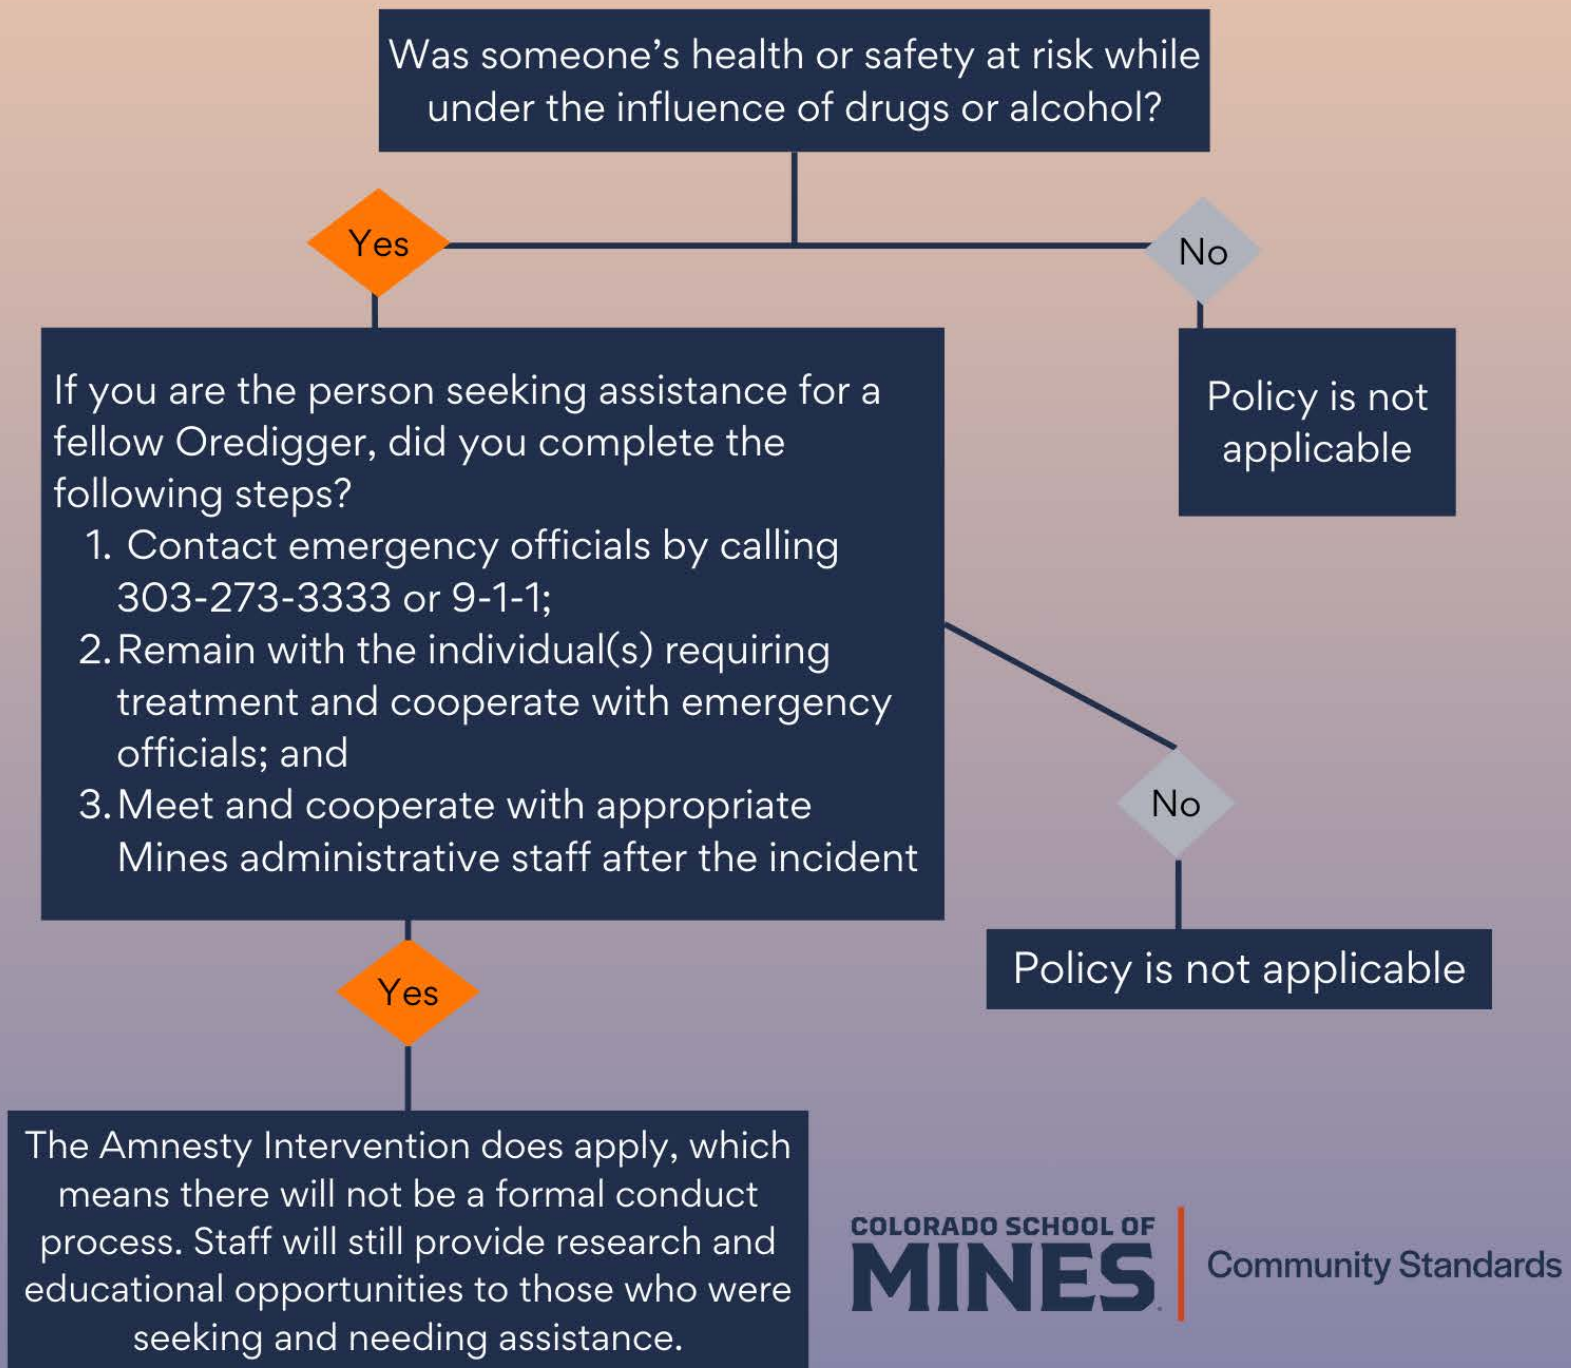 Was someone's health or safety at risk while
under the influence of drugs or alcohol?
Yes
No
If you are the person seeking assistance for a
fellow Oredigger, did you complete the
following steps?
1. Contact emergency officials by calling
303-273-3333 or 9-1-1;
2. Remain with the individual(s) requiring
treatment and cooperate with emergency
officials; and
3. Meet and cooperate with appropriate
Mines administrative staff after the incident
Policy is not
applicable
No
Policy is not applicable
Yes
The Amnesty Intervention does apply, which
means there will not be a formal conduct
process. Staff will still provide research and
educational opportunities to those who were
seeking and needing assistance.
COLORADO SCHOOL OF
MINES
Community Standards